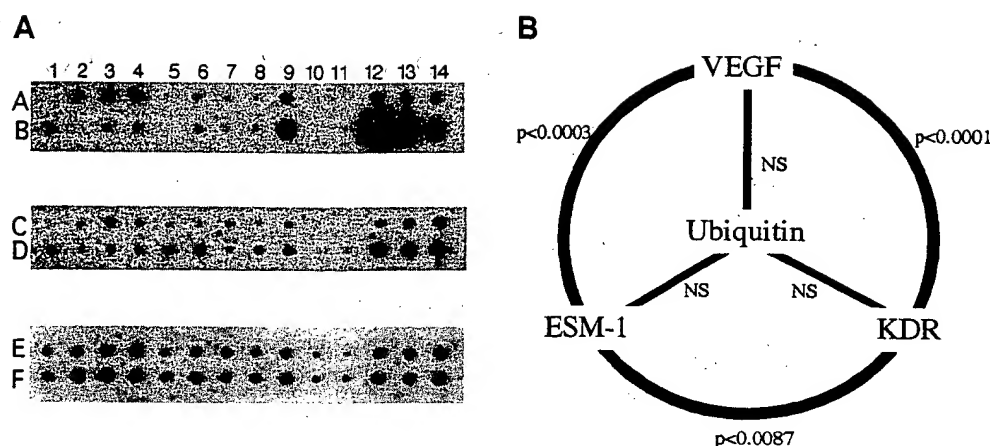 A
1 2 3 4 5 6 7 8 9 10 11 12 13 14
A
B
C
D
E
F
B
VEGF
p<0.0003
p<0.0001
NS
Ubiquitin
NS
NS
ESM-1
KDR
p<0.0087